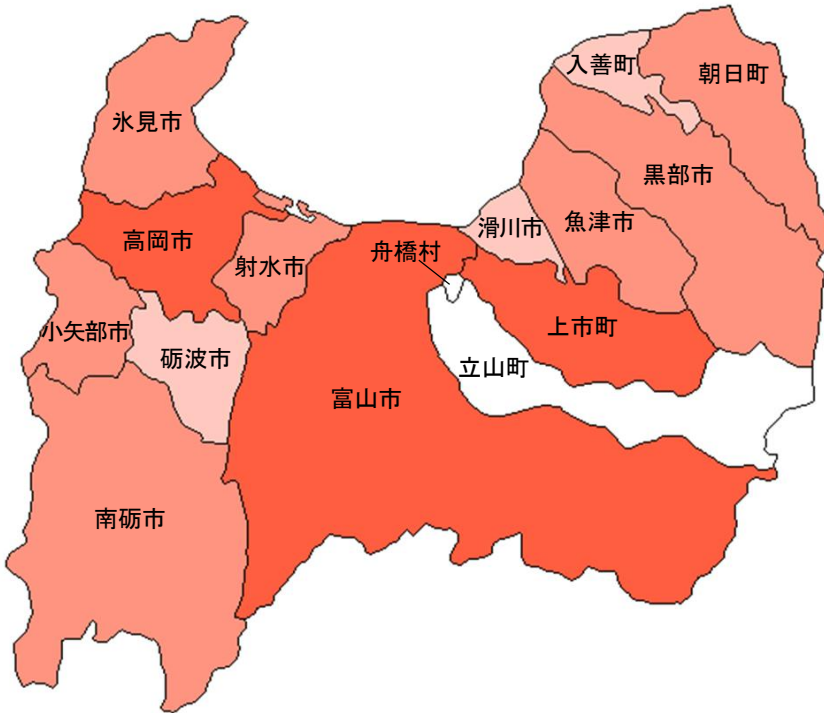 入善町
朝日町
氷見市
黒部市
魚津市
滑川市
高岡市
舟橋村
射水市
小矢部市
上市町
砺波市
立山町
富山市
南砺市